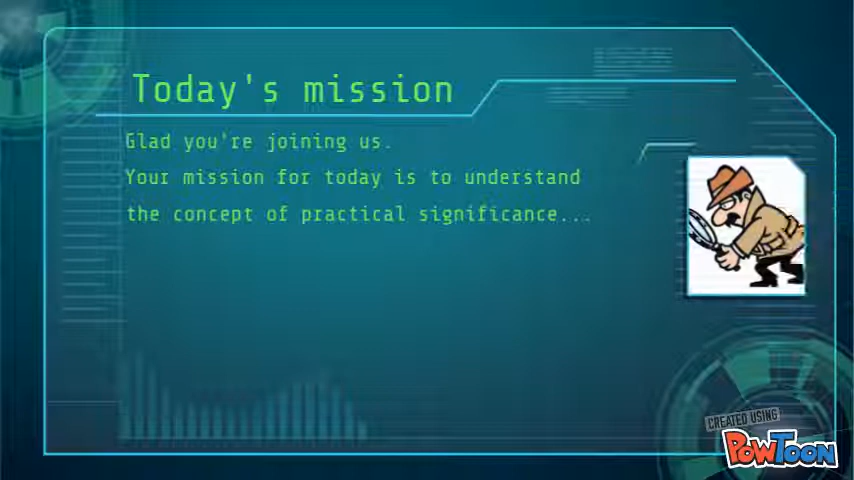 Today's mission
Glad you're joining us.
Your mission for today is to understand
the concept of practical significance...
CREATED USING
POWTOON